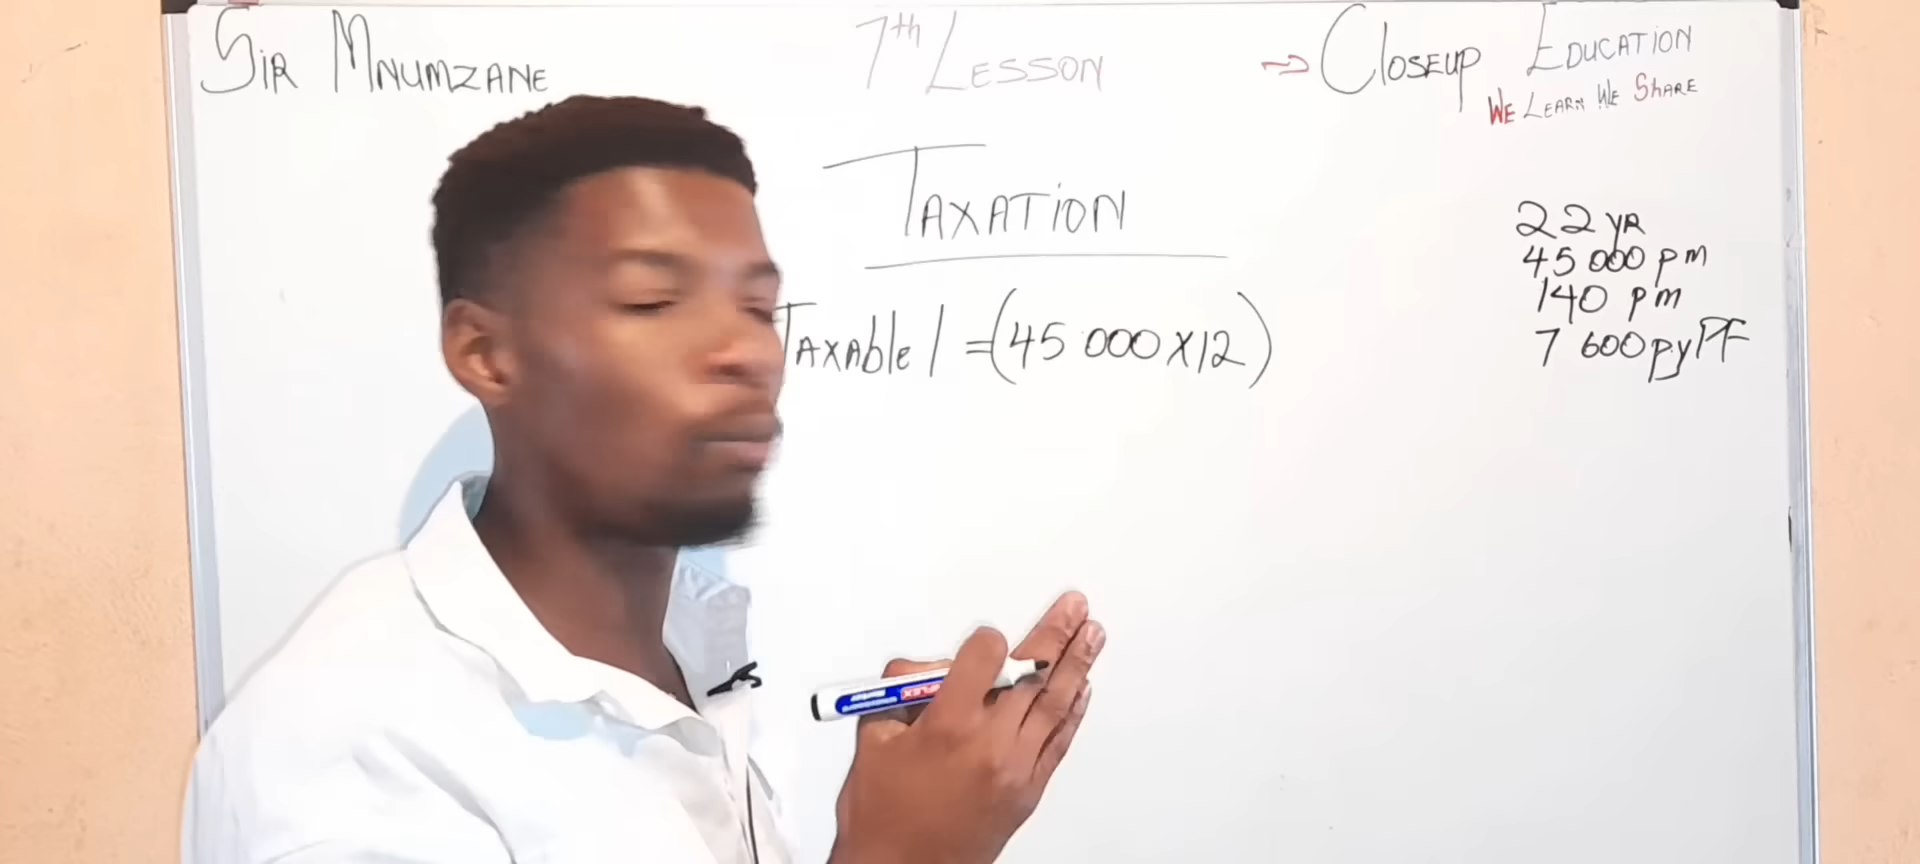 SIR MNUMZANE
7th LESSON
→ CLOSEUP EDUCATION
WE LEARN WE SHARE
TAXATION
22 YR
45 000 pm
140 pm
7 600 py PF
TAXAble I = (45 000 X 12)